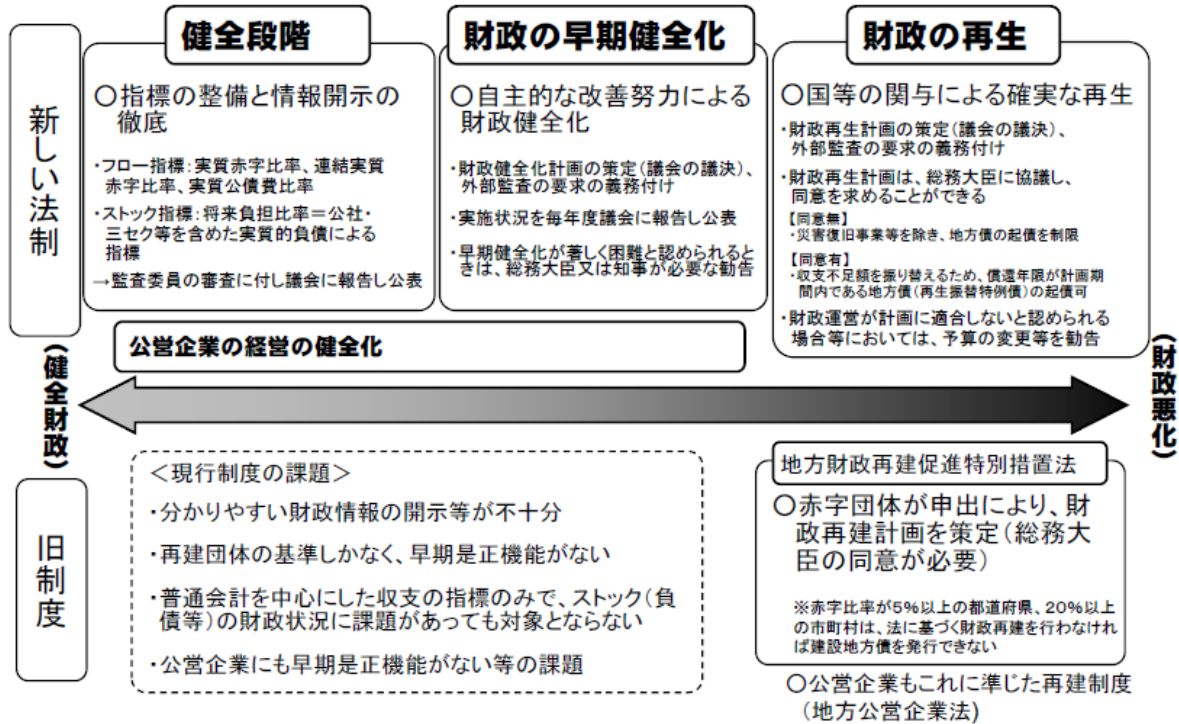 新しい法制
健全段階
○指標の整備と情報開示の
徹底
・フロー指標：実質赤字比率、連結実質
赤字比率、実質公債費比率
・ストック指標：将来負担比率＝公社・
三セク等を含めた実質的負債による
指標
→監査委員の審査に付し議会に報告し公表
財政の早期健全化
○自主的な改善努力による
財政健全化
・財政健全化計画の策定（議会の議決）、
外部監査の要求の義務付け
・実施状況を毎年度議会に報告し公表
・早期健全化が著しく困難と認められると
きは、総務大臣又は知事が必要な勧告
財政の再生
○国等の関与による確実な再生
・財政再生計画の策定（議会の議決）、
外部監査の要求の義務付け
・財政再生計画は、総務大臣に協議し、
同意を求めることができる
【同意無】
・災害復旧事業等を除き、地方債の起債を制限
【同意有】
・収支不足額を振り替えるため、償還年限が計画期
間内である地方債（再生振替特例債）の起債可
・財政運営が計画に適合しないと認められる
場合等においては、予算の変更等を勧告
公営企業の経営の健全化
（健全財政）
（財政悪化）
旧制度
＜現行制度の課題＞
・分かりやすい財政情報の開示等が不十分
・再建団体の基準しかなく、早期是正機能がない
・普通会計を中心にした収支の指標のみで、ストック（負
債等）の財政状況に課題があっても対象とならない
・公営企業にも早期是正機能がない等の課題
地方財政再建促進特別措置法
○赤字団体が申出により、財
政再建計画を策定（総務大
臣の同意が必要）
※赤字比率が5％以上の都道府県、20％以上
の市町村は、法に基づく財政再建を行わなけれ
ば建設地方債を発行できない
○公営企業もこれに準じた再建制度
（地方公営企業法)